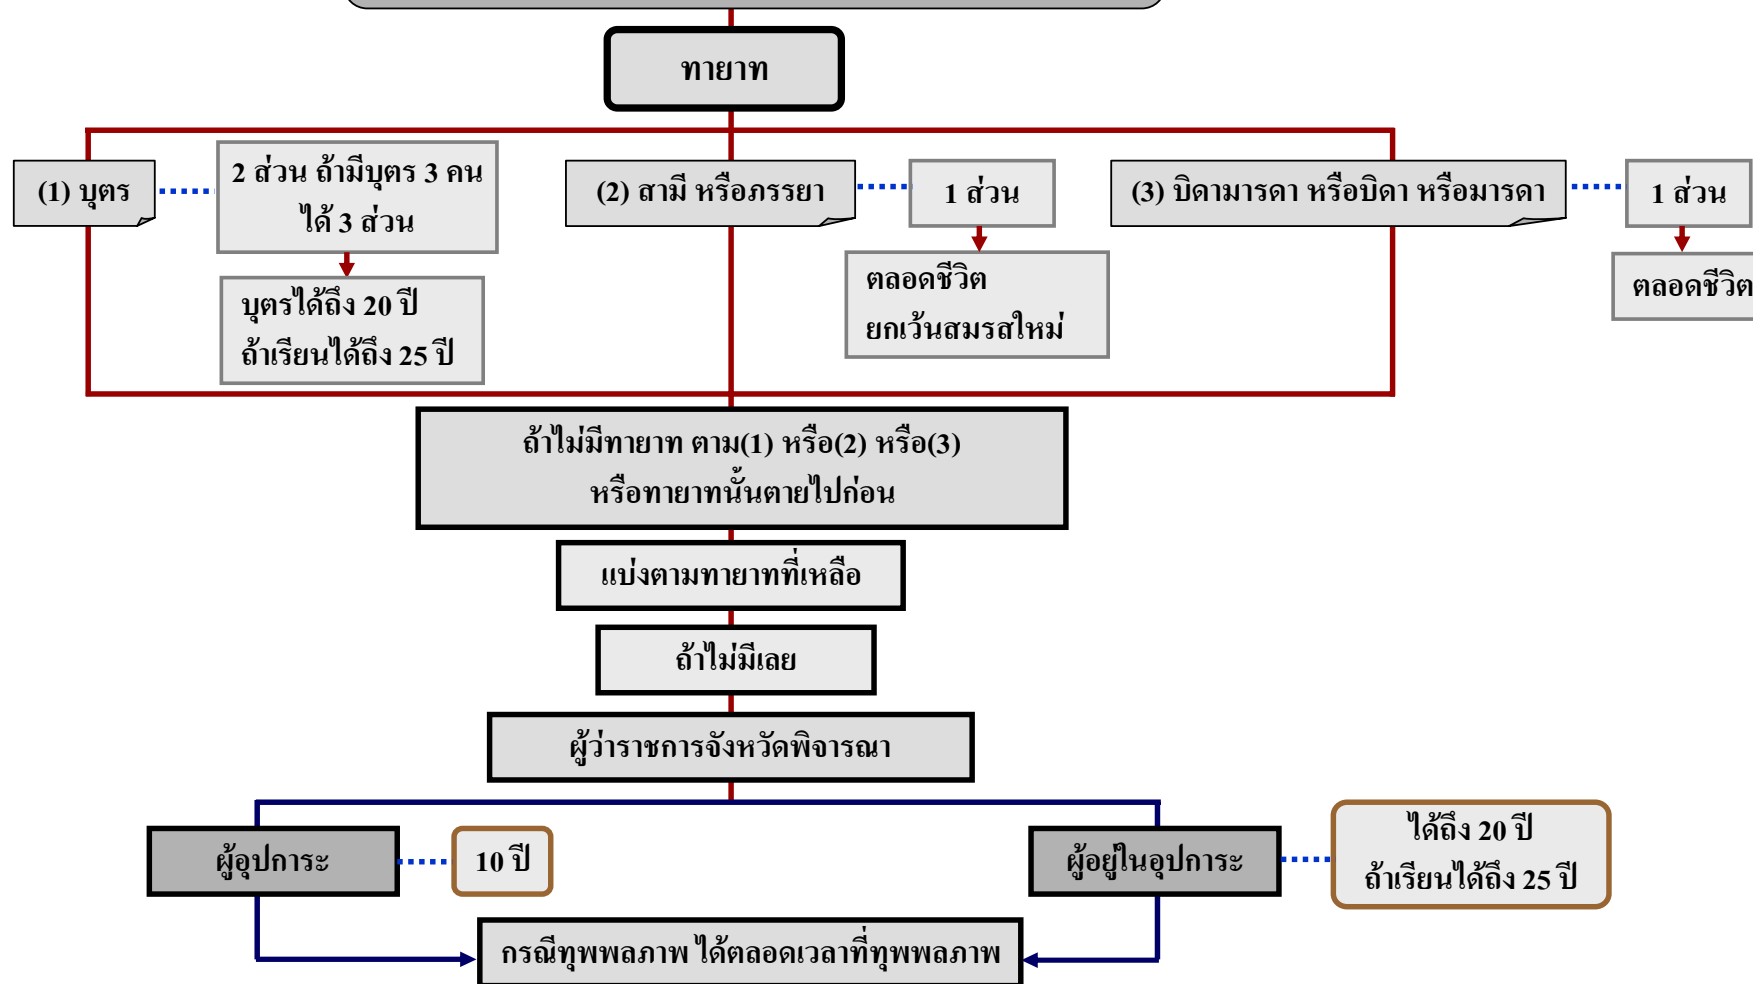 ทายาท
(1) บุตร
2 ส่วน ถ้ามีบุตร 3 คน
ได้ 3 ส่วน
บุตรได้ถึง 20 ปี
ถ้าเรียนได้ถึง 25 ปี
(2) สามี หรือภรรยา
1 ส่วน
ตลอดชีวิต
ยกเว้นสมรสใหม่
(3) บิดามารดา หรือบิดา หรือมารดา
1 ส่วน
ตลอดชีวิต
ถ้าไม่มีทายาท ตาม(1) หรือ(2) หรือ(3)
หรือทายาทนั้นตายไปก่อน
แบ่งตามทายาทที่เหลือ
ถ้าไม่มีเลย
ผู้ว่าราชการจังหวัดพิจารณา
ผู้อุปการะ
10 ปี
ผู้อยู่ในอุปการะ
ได้ถึง 20 ปี
ถ้าเรียนได้ถึง 25 ปี
กรณีทุพพลภาพ ได้ตลอดเวลาที่ทุพพลภาพ